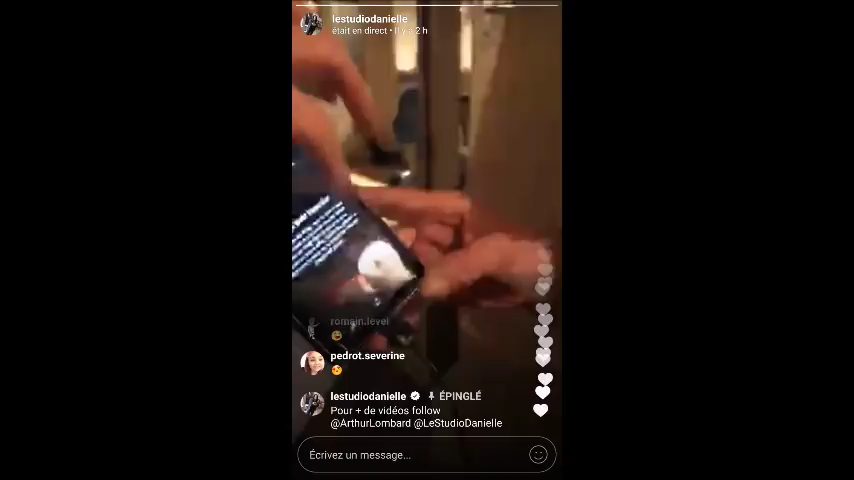 lestudiodanielle
était en direct • Il y a 2 h
romain.level
pedrot.severine
lestudiodanielle ÉPINGLÉ
Pour + de vidéos follow
@ArthurLombard @LeStudioDanielle
Écrivez un message...